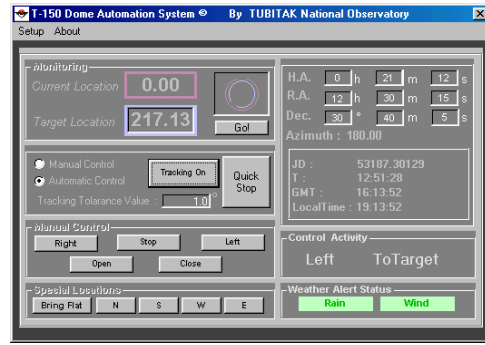 T-150 Dome Automation System © By TUBITAK National Observatory
Setup About
Monitoring
Current Location 0.00
Target Location 217.13
Go!
Manual Control
Automatic Control
Tracking On
Quick Stop
Tracking Tolarance Value : 1.0 °
Manual Control
Right Stop Left
Open Close
Special Locations
Bring Flat N S W E
H.A. 0 h 21 m 12 s
R.A. 12 h 30 m 15 s
Dec. 30 ° 40 m 5 s
Azimuth : 180.00
JD : 53187.30129
T : 12:51:28
GMT : 16:13:52
LocalTime : 19:13:52
Control Activity
Left ToTarget
Weather Alert Status
Rain Wind